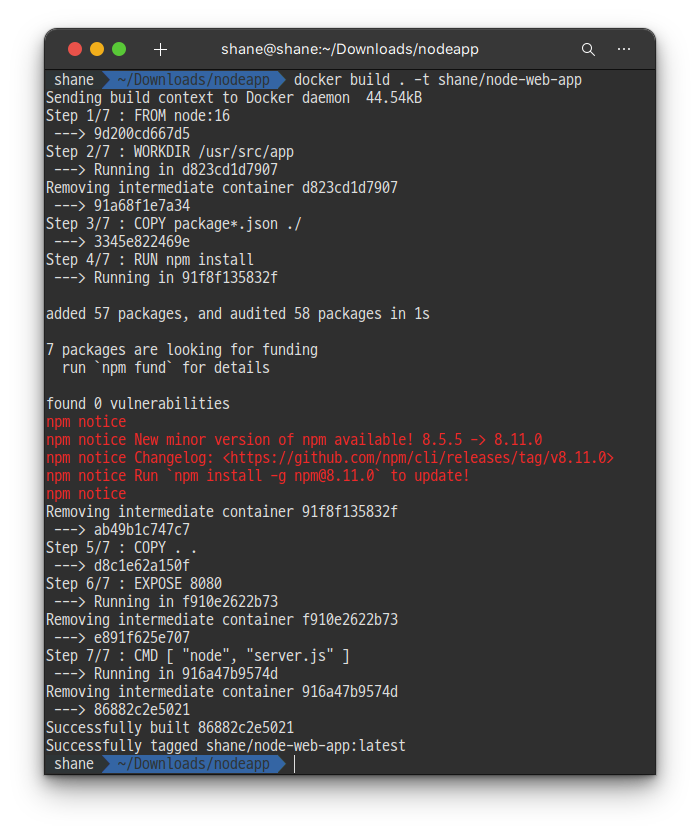 shane@shane:~/Downloads/nodeapp
shane ~/Downloads/nodeapp docker build . -t shane/node-web-app
Sending build context to Docker daemon  44.54kB
Step 1/7 : FROM node:16
 ---> 9d200cd667d5
Step 2/7 : WORKDIR /usr/src/app
 ---> Running in d823cd1d7907
Removing intermediate container d823cd1d7907
 ---> 91a68f1e7a34
Step 3/7 : COPY package*.json ./
 ---> 3345e822469e
Step 4/7 : RUN npm install
 ---> Running in 91f8f135832f
added 57 packages, and audited 58 packages in 1s
7 packages are looking for funding
  run `npm fund` for details
found 0 vulnerabilities
npm notice
npm notice New minor version of npm available! 8.5.5 -> 8.11.0
npm notice Changelog: <https://github.com/npm/cli/releases/tag/v8.11.0>
npm notice Run `npm install -g npm@8.11.0` to update!
npm notice
Removing intermediate container 91f8f135832f
 ---> ab49b1c747c7
Step 5/7 : COPY . .
 ---> d8c1e62a150f
Step 6/7 : EXPOSE 8080
 ---> Running in f910e2622b73
Removing intermediate container f910e2622b73
 ---> e891f625e707
Step 7/7 : CMD [ "node", "server.js" ]
 ---> Running in 916a47b9574d
Removing intermediate container 916a47b9574d
 ---> 86882c2e5021
Successfully built 86882c2e5021
Successfully tagged shane/node-web-app:latest
shane ~/Downloads/nodeapp